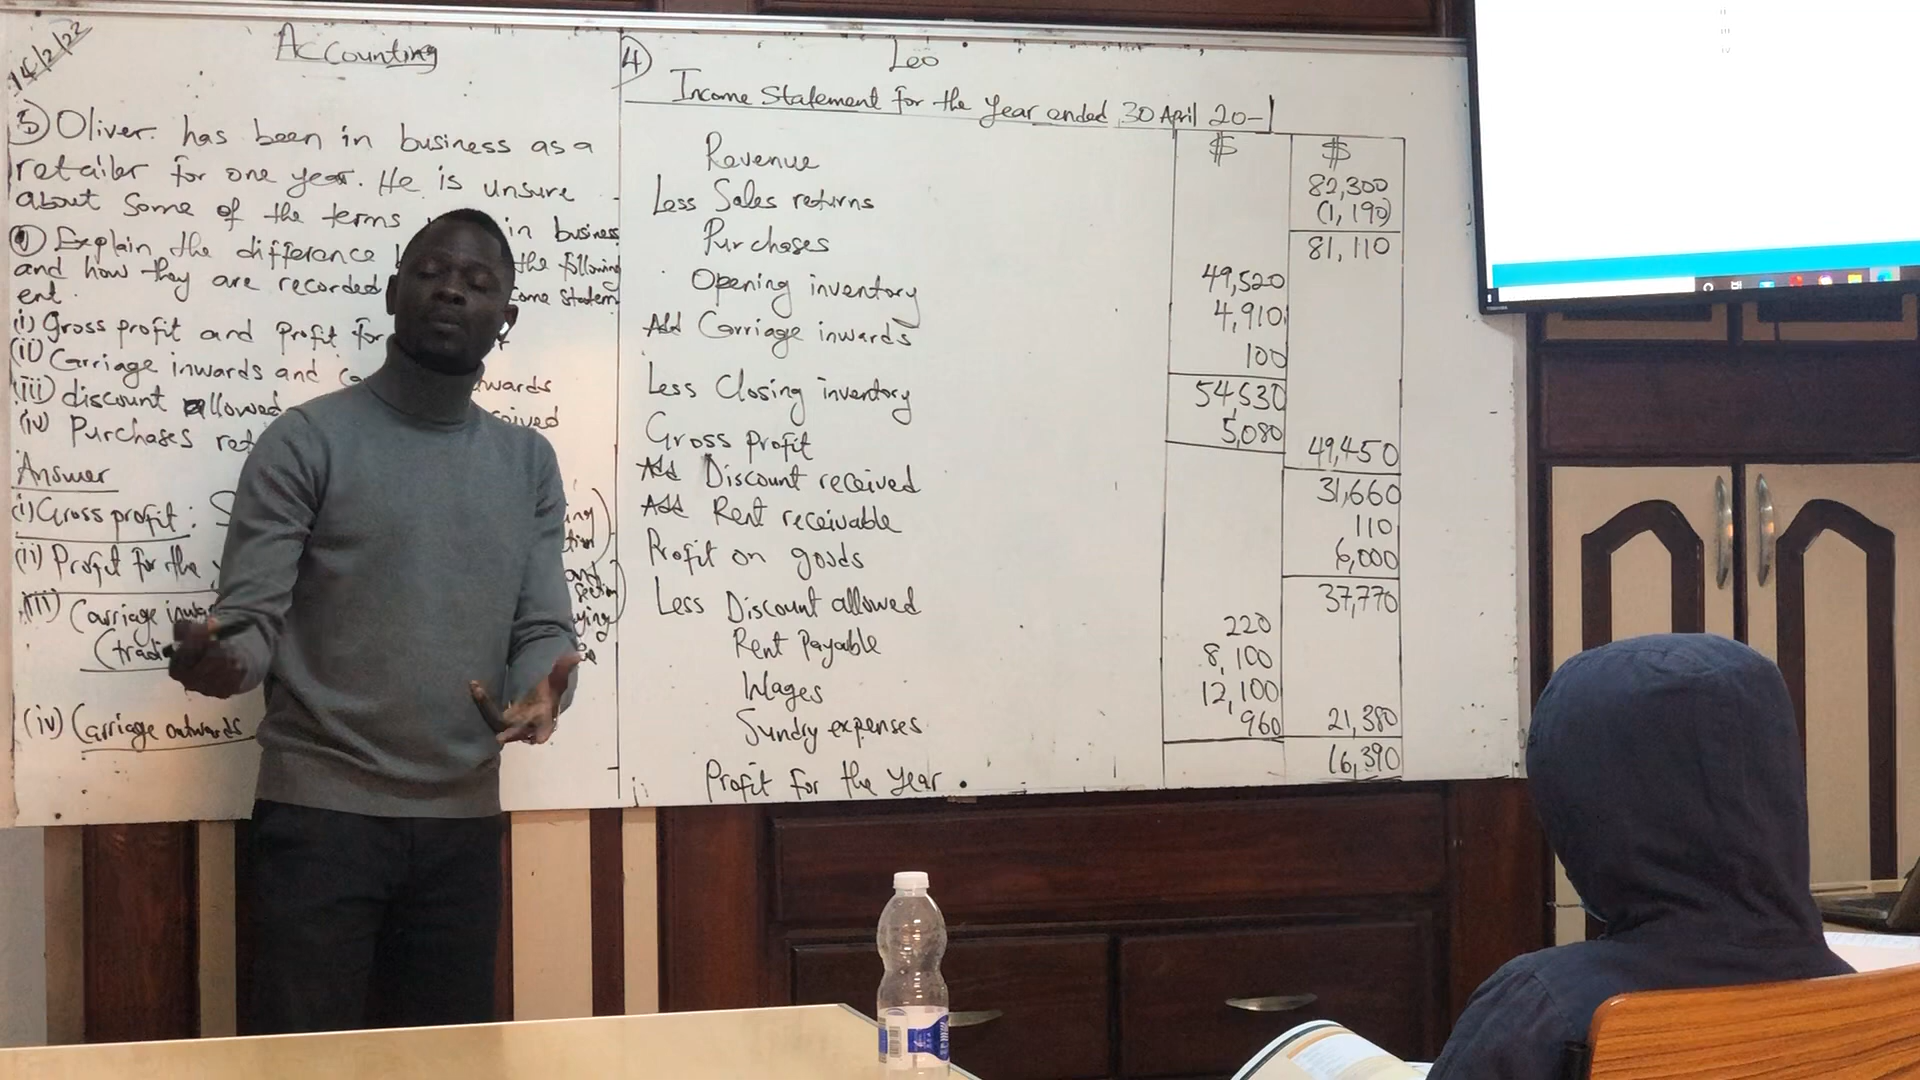 14/2/22
Accounting
5) Oliver has been in business as a
retailer for one year. He is unsure
about some of the terms in business
Explain the difference the following
and how they are recorded come statem
ent.
(i) Gross profit and Profit for
(ii) Carriage inwards and
(iii) discount allowed
(iv) Purchases
Answer
(i) Gross profit:
(ii) Profit for the
(iii) Carriage
(iv) Carriage outwards
4) Leo
Income Statement for the year ended 30 April 20-1
$ $
Revenue 82,300
Less Sales returns (1,190)
Purchases 81,110
Opening inventory 49,520
Add Carriage inwards 4,910
100
Less Closing inventory 54,530
5,080
Gross profit 49,450
Add Discount received 31,660
Add Rent receivable 110
Profit on goods 6,000
Less Discount allowed 37,770
220
Rent Payable 8,100
Wages 12,100
Sundry expenses 960 21,380
Profit for the year. 16,390